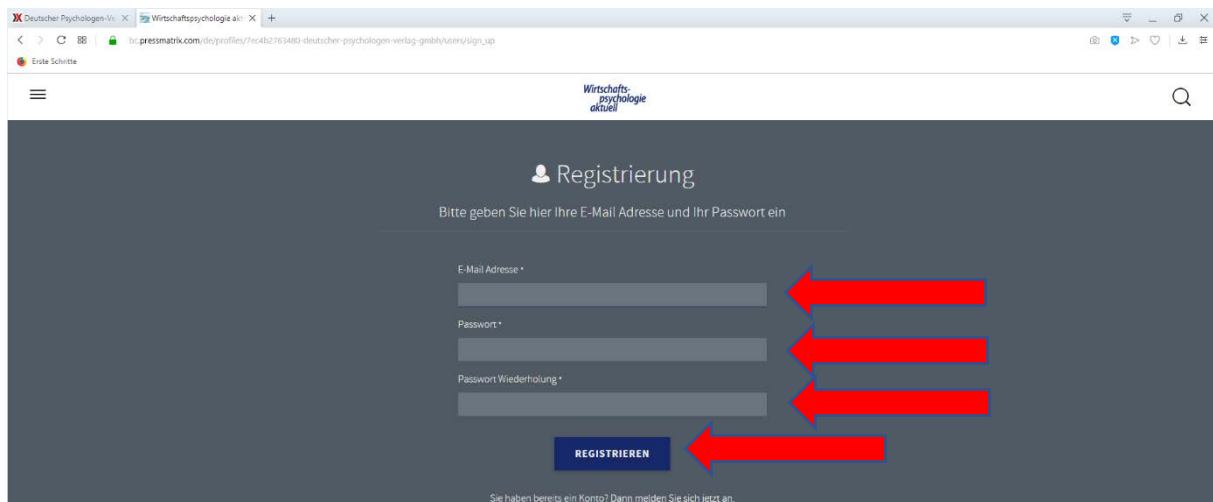 Deutscher Psychologen-Ve
Wirtschaftspsychologie akt
bc.pressmatrix.com/de/profiles/7ec4b2763480-deutscher-psychologen-verlag-gmbh/users/sign_up
Erste Schritte
Wirtschafts-
psychologie
aktuell
Registrierung
Bitte geben Sie hier Ihre E-Mail Adresse und Ihr Passwort ein
E-Mail Adresse *
Passwort *
Passwort Wiederholung *
REGISTRIEREN
Sie haben bereits ein Konto? Dann melden Sie sich jetzt an.